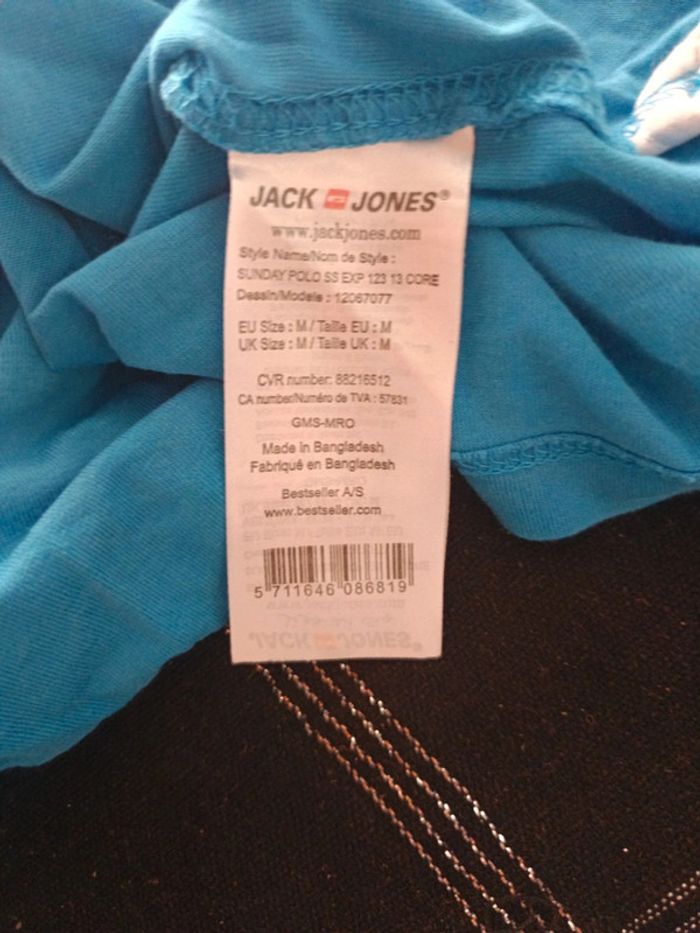 JACK JONES®
www.jackjones.com
Style Name/Nom de Style :
SUNDAY POLO SS EXP 123 13 CORE
Dessin/Modele : 12067077
EU Size : M / Taille EU : M
UK Size : M / Taille UK : M
CVR number: 88216512
CA number/Numéro de TVA : 57831
GMS-MRO
Made in Bangladesh
Fabriqué en Bangladesh
Bestseller A/S
www.bestseller.com
5 711646 086819